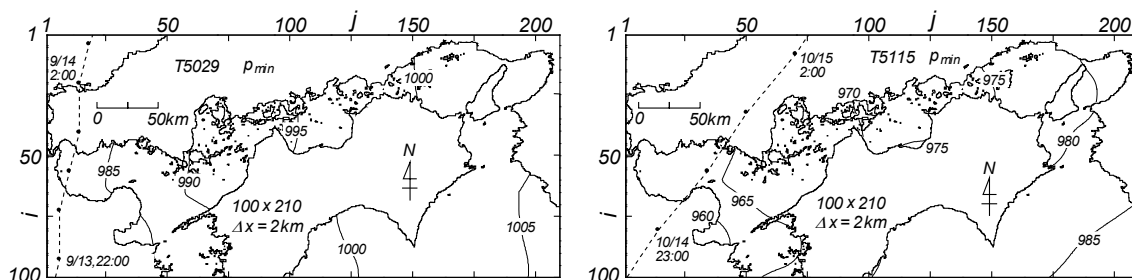 1 50 100 150 j 200
1
9/14
2:00
T5029 p min
1000
0 50km
995
50
985
990
N
100 x 210
Δx = 2km
i
1000
1005
9/13,22:00
100
1 50 100 j 150 200
1
10/15
2:00
T5115 p min
975
970
0 50km
975
980
50
N
965
960
100 x 210
Δx = 2km
i
10/14
23:00
985
100